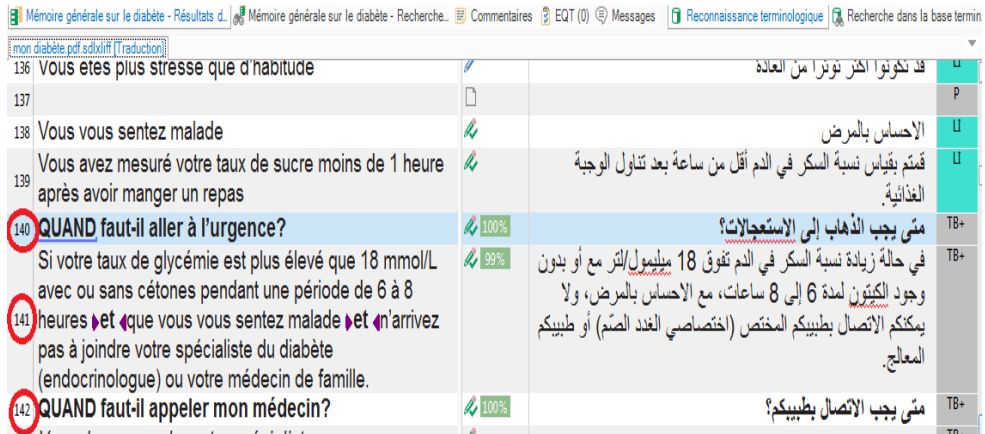 Mémoire générale sur le diabète - Résultats d... Mémoire générale sur le diabète - Recherche... Commentaires EQT (0) Messages Reconnaissance terminologique Recherche dans la base termin
mon diabète.pdf.sdlxliff [Traduction]
136 Vous êtes plus stressé que d'habitude قد تكونوا أكثر توترا من العادة LI
137 P
138 Vous vous sentez malade الاحساس بالمرض LI
139 Vous avez mesuré votre taux de sucre moins de 1 heure
après avoir manger un repas
قمتم بقياس نسبة السكر في الدم أقل من ساعة بعد تناول الوجبة
الغذائية.
LI
140 QUAND faut-il aller à l'urgence? 100% متى يجب الذهاب إلى الاستعجالات؟ TB+
141 Si votre taux de glycémie est plus élevé que 18 mmol/L
avec ou sans cétones pendant une période de 6 à 8
heures et que vous vous sentez malade et n'arrivez
pas à joindre votre spécialiste du diabète
(endocrinologue) ou votre médecin de famille.
99%
في حالة زيادة نسبة السكر في الدم تفوق 18 ميليمول/لتر مع أو بدون
وجود الكيتون لمدة 6 إلى 8 ساعات، مع الاحساس بالمرض، ولا
يمكنكم الاتصال بطبيبكم المختص (اختصاصي الغدد الصّم) أو طبيبكم
المعالج.
TB+
142 QUAND faut-il appeler mon médecin? 100% متى يجب الاتصال بطبيبكم؟ TB+